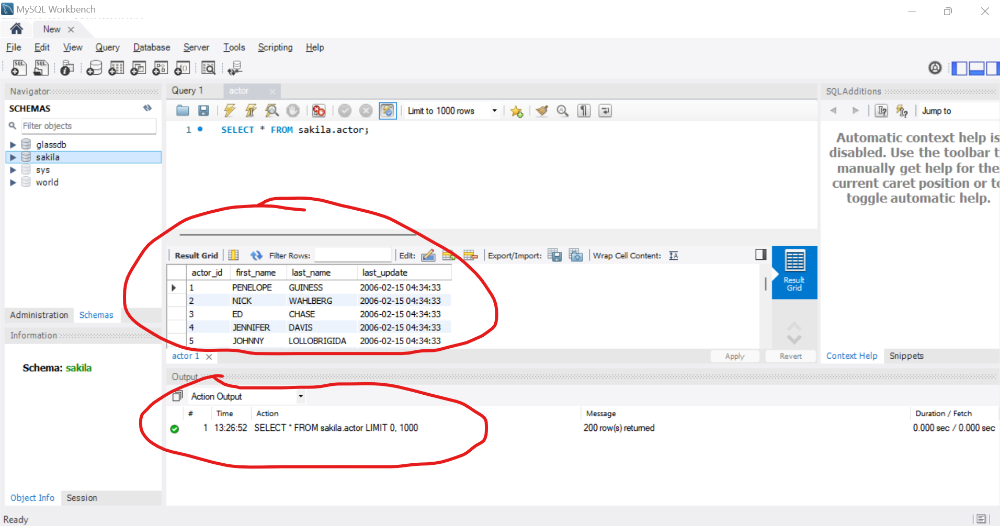 MySQL Workbench
New
File Edit View Query Database Server Tools Scripting Help
Navigator
SCHEMAS
Filter objects
glassdb
sakila
sys
world
Administration Schemas
Information
Schema: sakila
Object Info Session
Query 1 actor
Limit to 1000 rows
1 SELECT * FROM sakila.actor;
Result Grid Filter Rows: Edit: Export/Import: Wrap Cell Content: IA
actor_id first_name last_name last_update
1 PENELOPE GUINESS 2006-02-15 04:34:33
2 NICK WAHLBERG 2006-02-15 04:34:33
3 ED CHASE 2006-02-15 04:34:33
4 JENNIFER DAVIS 2006-02-15 04:34:33
5 JOHNNY LOLLOBRIGIDA 2006-02-15 04:34:33
Result
Grid
actor 1 Apply Revert
Output
Action Output
# Time Action Message Duration / Fetch
1 13:26:52 SELECT * FROM sakila.actor LIMIT 0, 1000 200 row(s) returned 0.000 sec / 0.000 sec
SQLAdditions
Jump to
Automatic context help is
disabled. Use the toolbar t
manually get help for the
current caret position or to
toggle automatic help.
Context Help Snippets
Ready